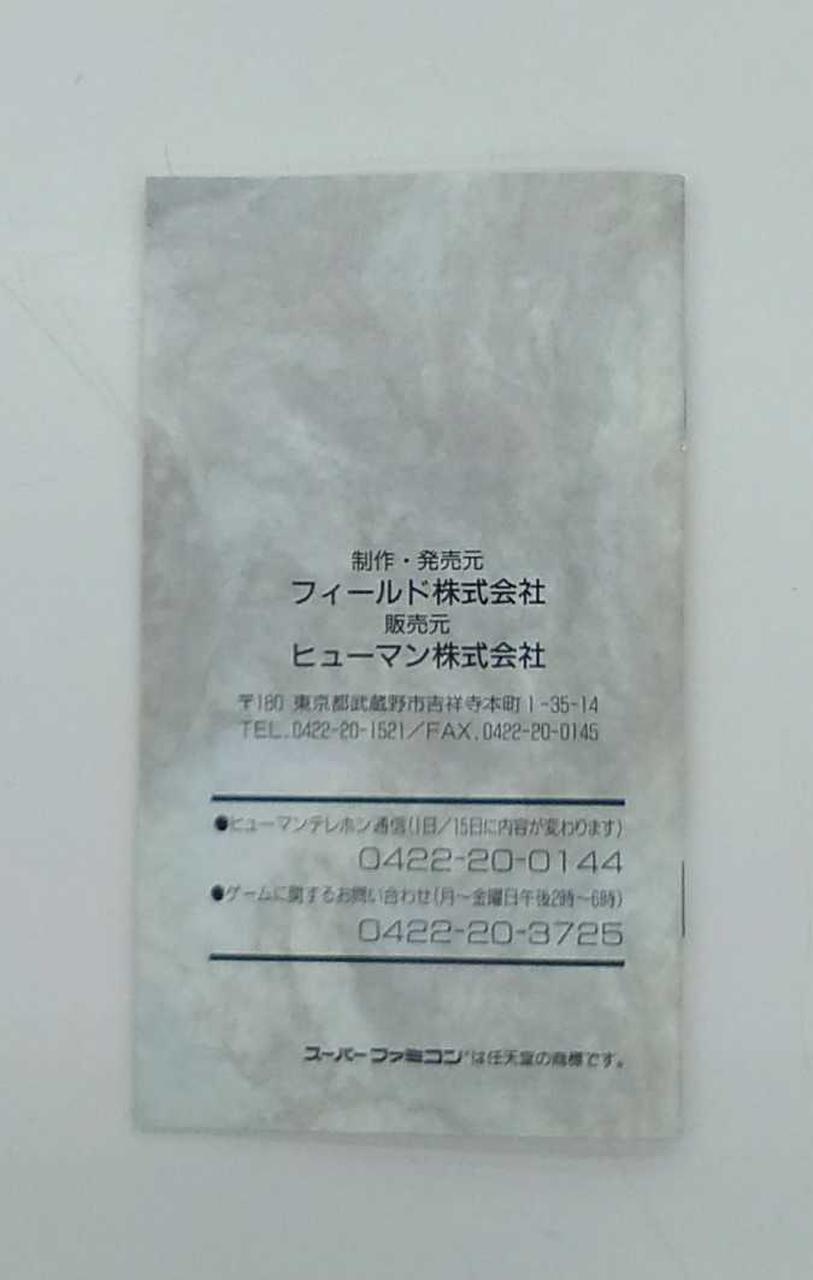 制作・発売元
フィールド株式会社
販売元
ヒューマン株式会社
〒180 東京都武蔵野市吉祥寺本町1-35-14
TEL.0422-20-1521／FAX.0422-20-0145
●ヒューマンテレホン通信(1日／15日に内容が変わります)
0422-20-0144
●ゲームに関するお問い合わせ(月～金曜日午後2時～6時)
0422-20-3725
スーパーファミコンは任天堂の商標です。